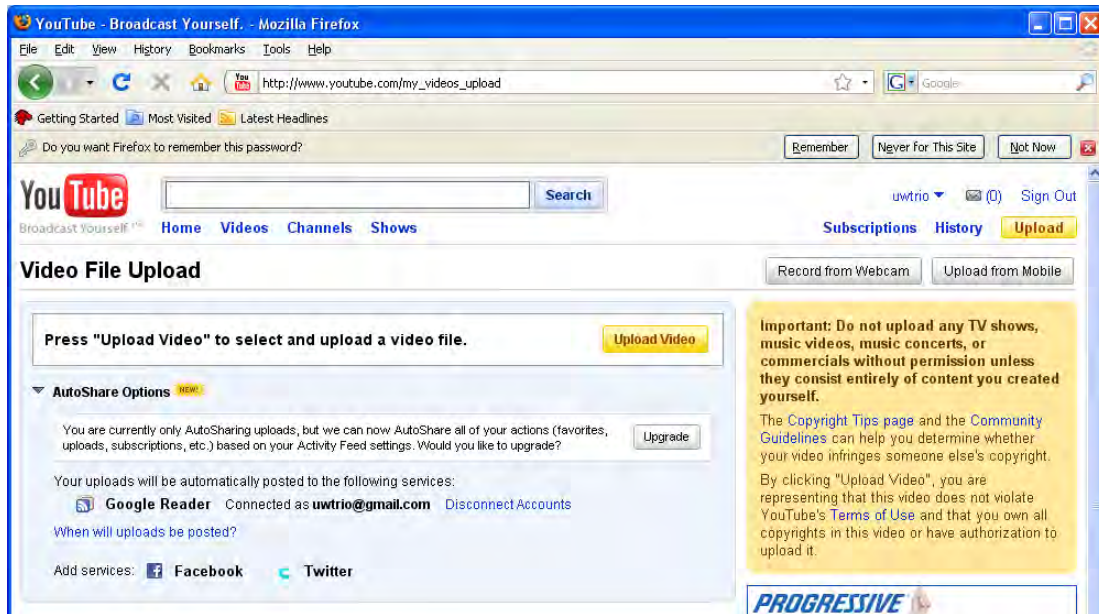 YouTube - Broadcast Yourself. - Mozilla Firefox
File Edit View History Bookmarks Tools Help
http://www.youtube.com/my_videos_upload Google
Getting Started Most Visited Latest Headlines
Do you want Firefox to remember this password? Remember Never for This Site Not Now
YouTube Search uwtrio (0) Sign Out
Broadcast Yourself ™ Home Videos Channels Shows Subscriptions History Upload
Video File Upload Record from Webcam Upload from Mobile
Press "Upload Video" to select and upload a video file. Upload Video
AutoShare Options NEW!
You are currently only AutoSharing uploads, but we can now AutoShare all of your actions (favorites,
uploads, subscriptions, etc.) based on your Activity Feed settings. Would you like to upgrade? Upgrade
Your uploads will be automatically posted to the following services:
Google Reader Connected as uwtrio@gmail.com Disconnect Accounts
When will uploads be posted?
Add services: Facebook Twitter
Important: Do not upload any TV shows,
music videos, music concerts, or
commercials without permission unless
they consist entirely of content you created
yourself.
The Copyright Tips page and the Community
Guidelines can help you determine whether
your video infringes someone else's copyright.
By clicking "Upload Video", you are
representing that this video does not violate
YouTube's Terms of Use and that you own all
copyrights in this video or have authorization to
upload it.
PROGRESSIVE